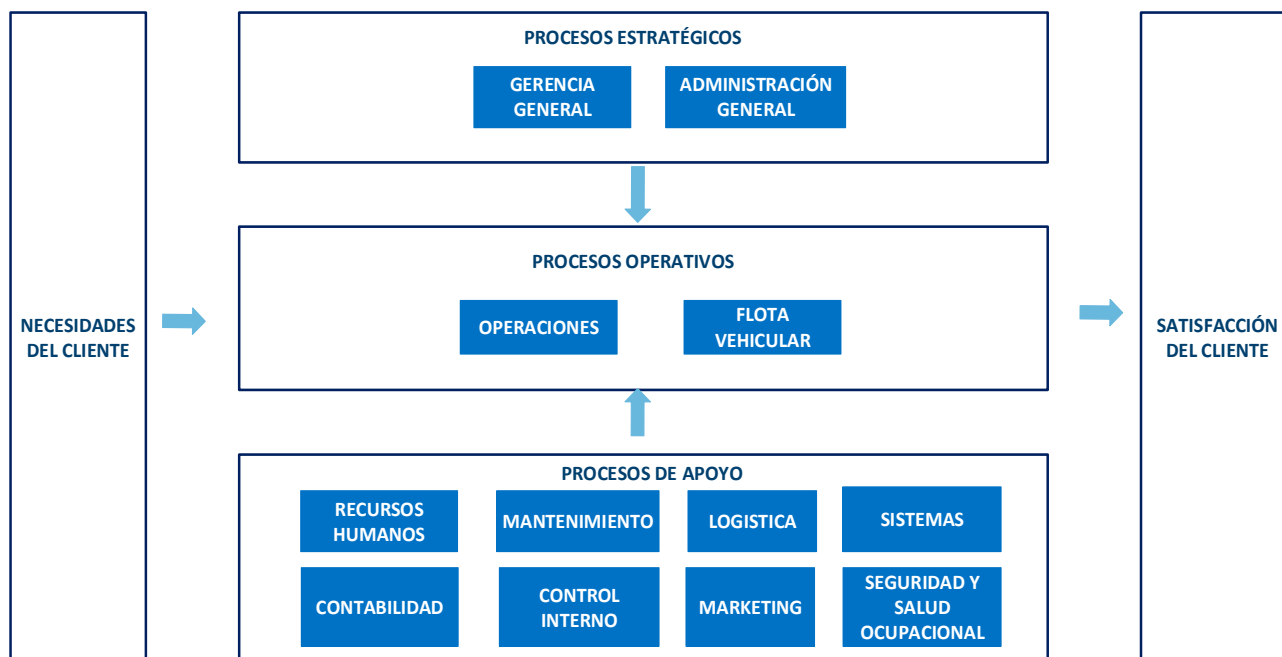 PROCESOS ESTRATÉGICOS
GERENCIA
GENERAL
ADMINISTRACIÓN
GENERAL
NECESIDADES
DEL CLIENTE
PROCESOS OPERATIVOS
OPERACIONES
FLOTA
VEHICULAR
SATISFACCIÓN
DEL CLIENTE
PROCESOS DE APOYO
RECURSOS
HUMANOS
MANTENIMIENTO
LOGISTICA
SISTEMAS
CONTABILIDAD
CONTROL
INTERNO
MARKETING
SEGURIDAD Y
SALUD
OCUPACIONAL